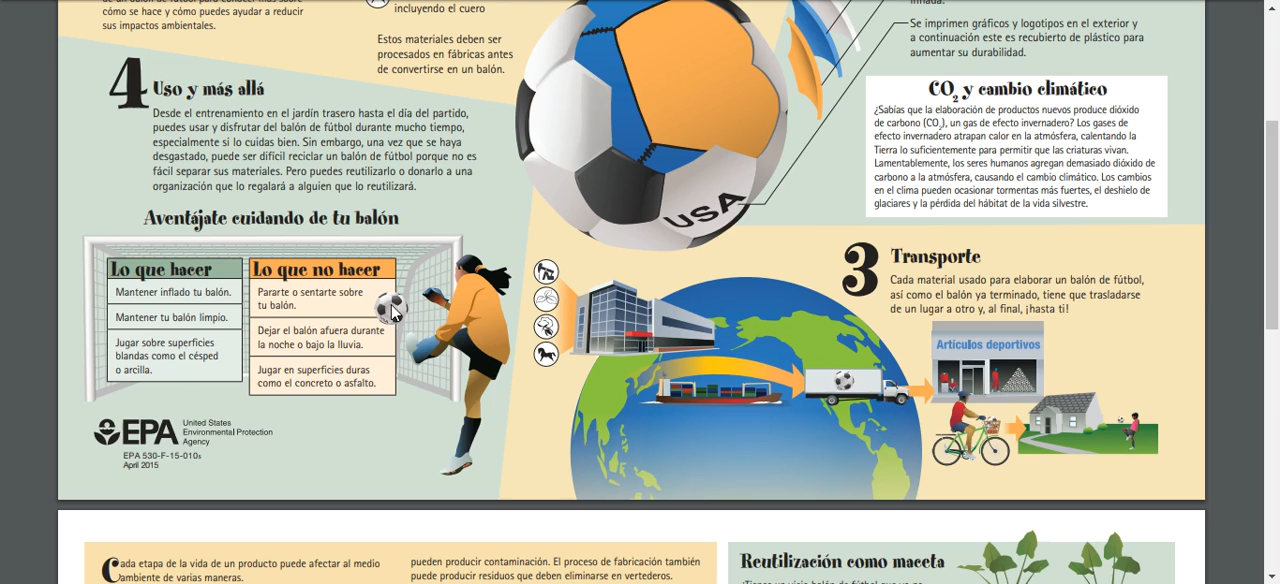 de un balón de fútbol para conocer más sobre
cómo se hace y cómo puedes ayudar a reducir
sus impactos ambientales.
incluyendo el cuero
Estos materiales deben ser
procesados en fábricas antes
de convertirse en un balón.
inflada.
Se imprimen gráficos y logotipos en el exterior y
a continuación este es recubierto de plástico para
aumentar su durabilidad.
4 Uso y más allá
Desde el entrenamiento en el jardín trasero hasta el día del partido,
puedes usar y disfrutar del balón de fútbol durante mucho tiempo,
especialmente si lo cuidas bien. Sin embargo, una vez que se haya
desgastado, puede ser difícil reciclar un balón de fútbol porque no es
fácil separar sus materiales. Pero puedes reutilizarlo o donarlo a una
organización que lo regalará a alguien que lo reutilizará.
USA
CO2 y cambio climático
¿Sabías que la elaboración de productos nuevos produce dióxido
de carbono (CO2), un gas de efecto invernadero? Los gases de
efecto invernadero atrapan calor en la atmósfera, calentando la
Tierra lo suficientemente para permitir que las criaturas vivan.
Lamentablemente, los seres humanos agregan demasiado dióxido de
carbono a la atmósfera, causando el cambio climático. Los cambios
en el clima pueden ocasionar tormentas más fuertes, el deshielo de
glaciares y la pérdida del hábitat de la vida silvestre.
Aventájate cuidando de tu balón
Lo que hacer
Mantener inflado tu balón.
Mantener tu balón limpio.
Jugar sobre superficies
blandas como el césped
o arcilla.
Lo que no hacer
Pararte o sentarte sobre
tu balón.
Dejar el balón afuera durante
la noche o bajo la lluvia.
Jugar en superficies duras
como el concreto o asfalto.
3 Transporte
Cada material usado para elaborar un balón de fútbol,
así como el balón ya terminado, tiene que trasladarse
de un lugar a otro y, al final, ¡hasta ti!
Artículos deportivos
EPA
United States
Environmental Protection
Agency
EPA 530-F-15-010s
April 2015
Cada etapa de la vida de un producto puede afectar al medio
ambiente de varias maneras.
pueden producir contaminación. El proceso de fabricación también
puede producir residuos que deben eliminarse en vertederos.
Reutilización como maceta